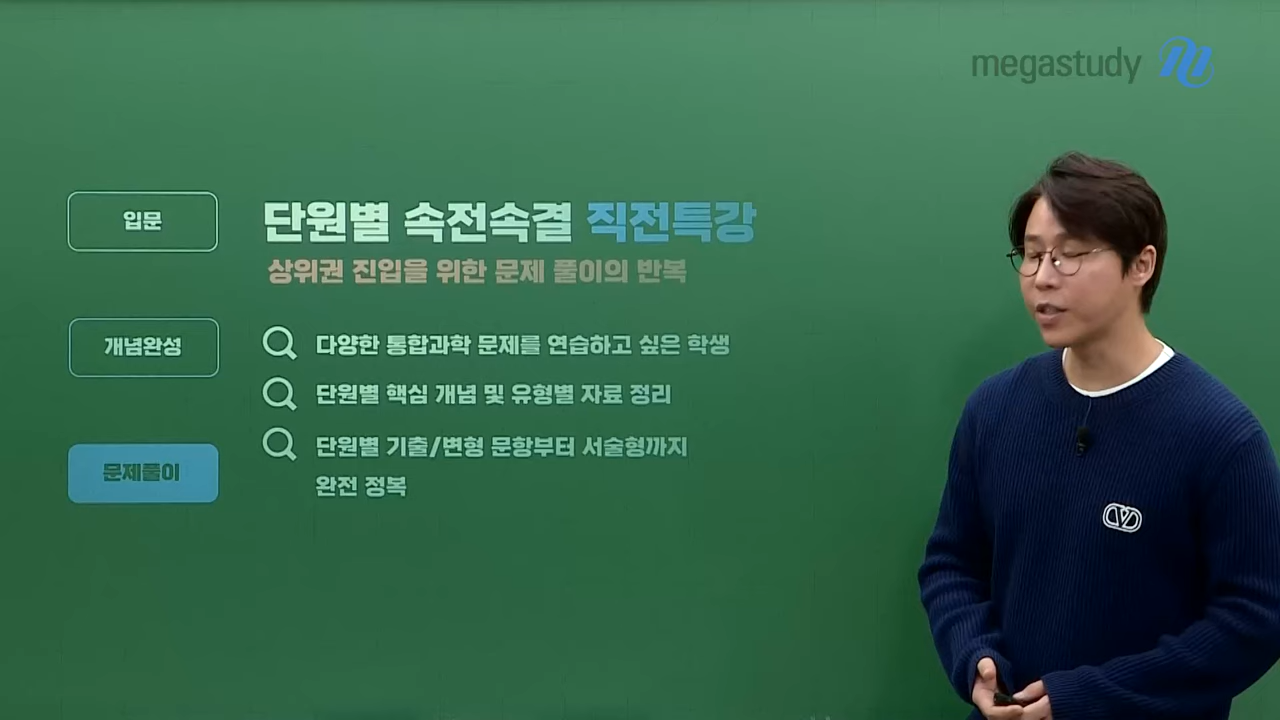 megastudy
입문
단원별 속전속결 직전특강
상위권 진입을 위한 문제 풀이의 반복
개념완성
다양한 통합과학 문제를 연습하고 싶은 학생
단원별 핵심 개념 및 유형별 자료 정리
단원별 기출/변형 문항부터 서술형까지
완전 정복
문제풀이